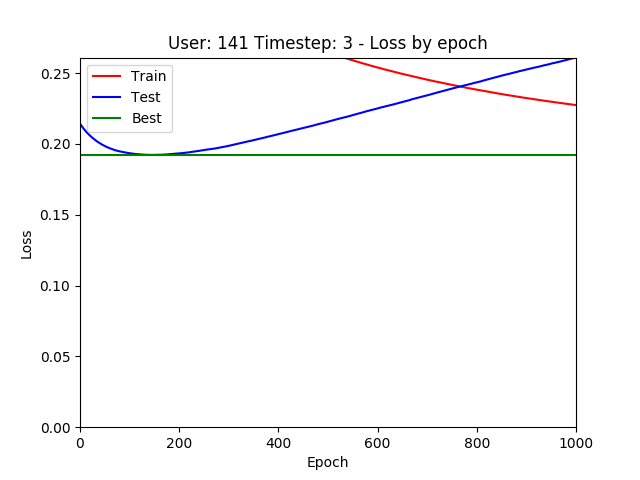 User: 141 Timestep: 3 - Loss by epoch
Train
Test
Best
0.25
0.20
0.15
0.10
0.05
0.00
Loss
0 200 400 600 800 1000
Epoch